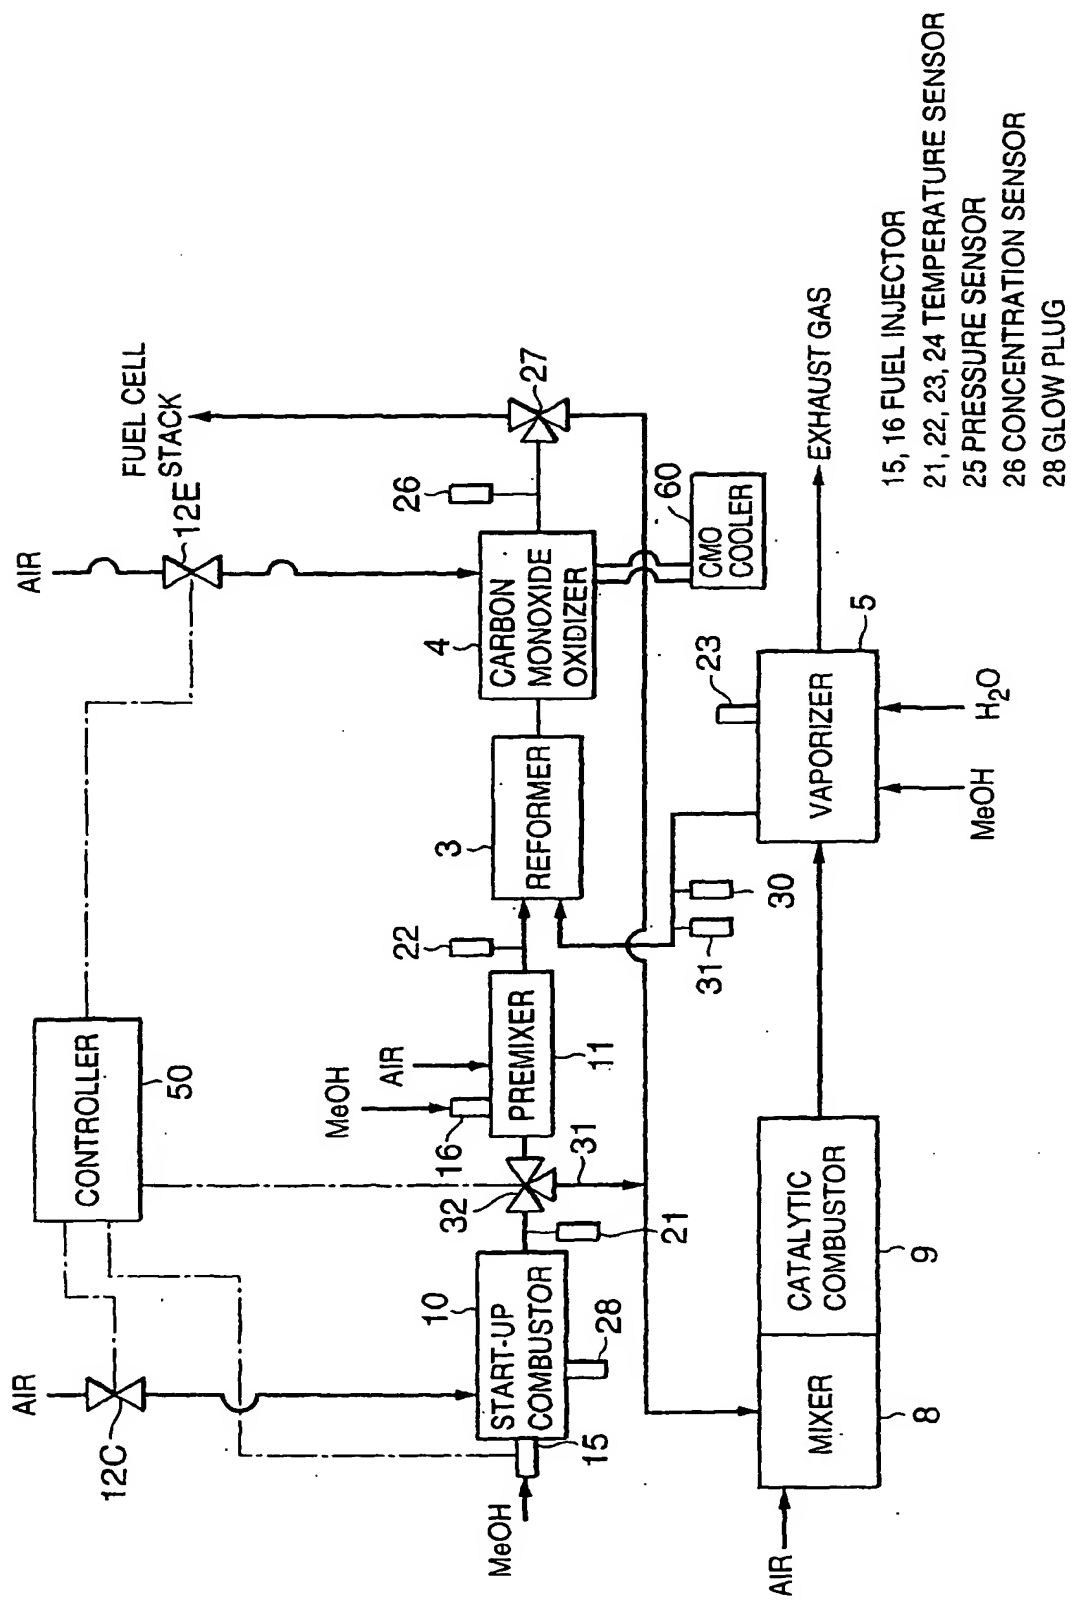 CONTROLLER
50
AIR
12C
AIR
12E
FUEL CELL
STACK
MeOH
15
START-UP
COMBUSTOR
10
28
21
32
31
MeOH
16
AIR
PREMIXER
11
22
REFORMER
3
CARBON
MONOXIDE
OXIDIZER
4
26
27
CMO
COOLER
60
AIR
MIXER
8
CATALYTIC
COMBUSTOR
9
31
30
VAPORIZER
5
23
MeOH
H2O
EXHAUST GAS
15, 16 FUEL INJECTOR
21, 22, 23, 24 TEMPERATURE SENSOR
25 PRESSURE SENSOR
26 CONCENTRATION SENSOR
28 GLOW PLUG